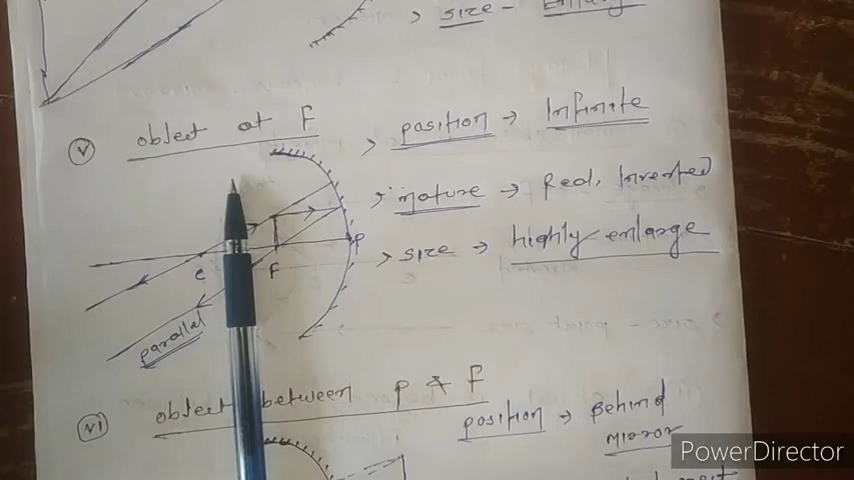 > size - Enlarg
(V) object at F
> position → Infinite
> nature → Real, Inverted
> size → highly enlarge
P
C
F
parallel
(VI) object between P & F
position → Behind
mirror
PowerDirector